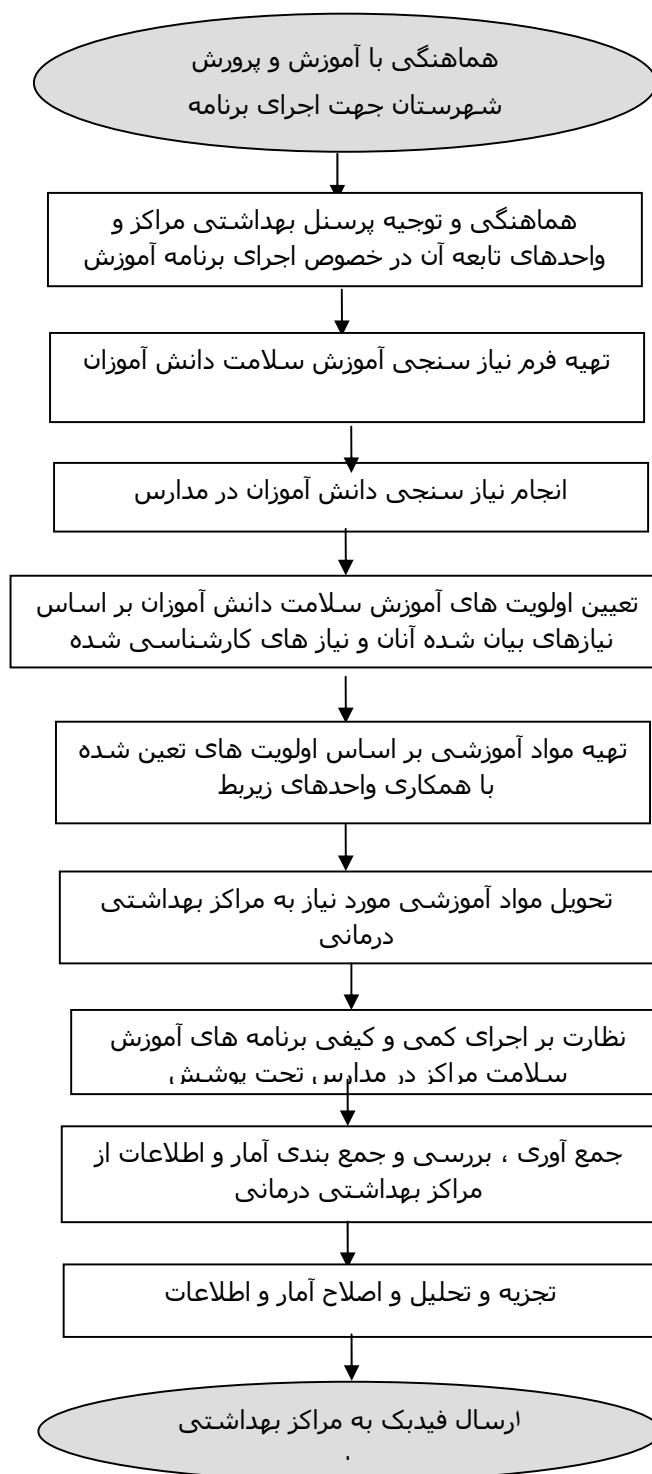 هماهنگی با آموزش و پرورش
شهرستان جهت اجرای برنامه
هماهنگی و توجیه پرسنل بهداشتی مراکز و
واحدهای تابعه آن در خصوص اجرای برنامه آموزش
تهیه فرم نیاز سنجی آموزش سلامت دانش آموزان
انجام نیاز سنجی دانش آموزان در مدارس
تعیین اولویت های آموزش سلامت دانش آموزان بر اساس
نیازهای بیان شده آنان و نیاز های کارشناسی شده
تهیه مواد آموزشی بر اساس اولویت های تعین شده
با همکاری واحدهای زیربط
تحویل مواد آموزشی مورد نیاز به مراکز بهداشتی
درمانی
نظارت بر اجرای کمی و کیفی برنامه های آموزش
سلامت مراکز در مدارس تحت پوشش
جمع آوری ، بررسی و جمع بندی آمار و اطلاعات از
مراکز بهداشتی درمانی
تجزیه و تحلیل و اصلاح آمار و اطلاعات
ارسال فیدبک به مراکز بهداشتی